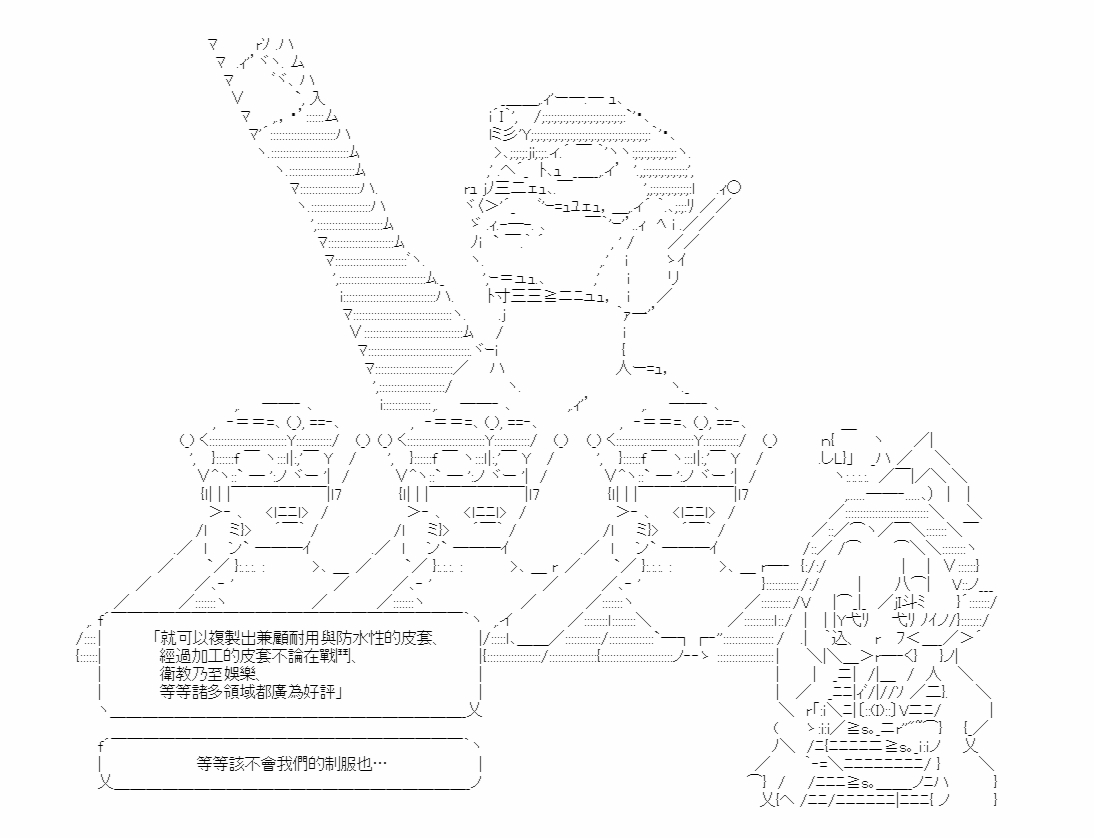 「就可以複製出兼顧耐用與防水性的皮套、
經過加工的皮套不論在戰鬥、
衛教乃至娛樂、
等等諸多領域都廣為好評」
等等該不會我們的制服也…